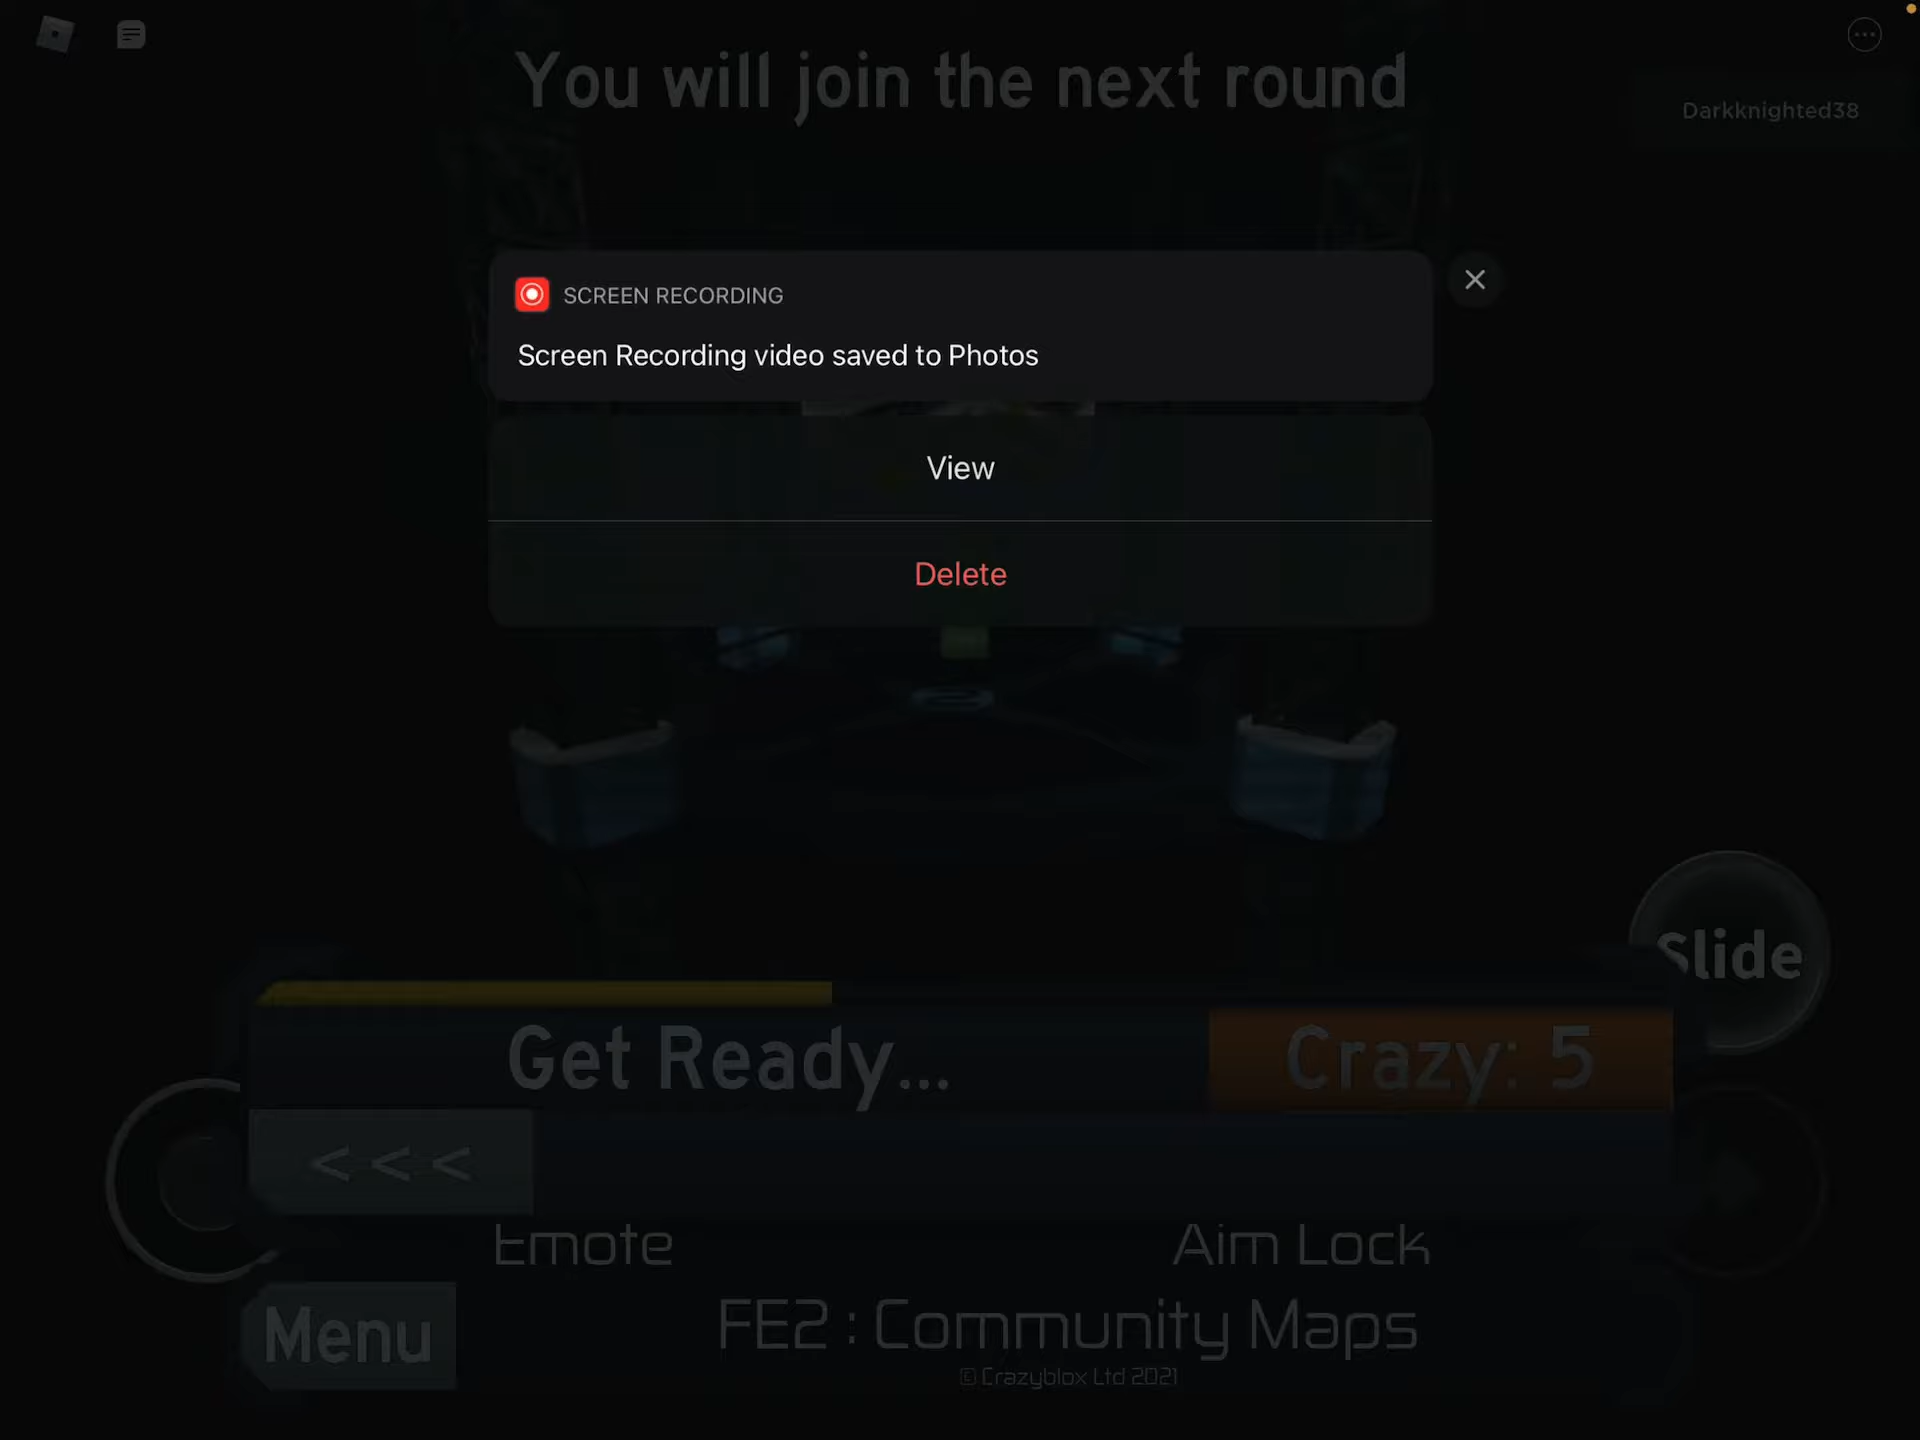 You will join the next round
Darkknighted38
SCREEN RECORDING
Screen Recording video saved to Photos
View
Delete
Slide
Get Ready...
Crazy: 5
< < <
Emote
Aim Lock
Menu
FE2 : Community Maps
© Crazyblox Ltd 2021